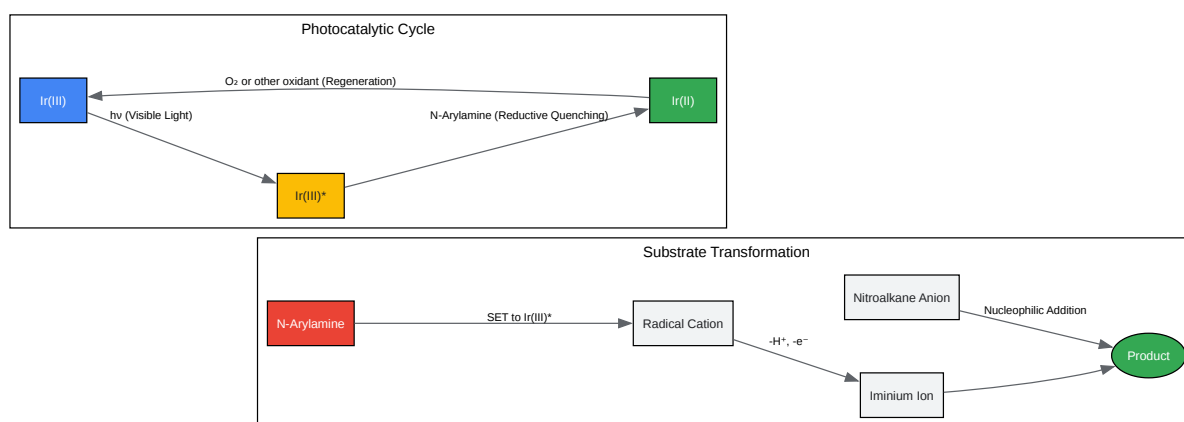 Photocatalytic Cycle
O₂ or other oxidant (Regeneration)
Ir(III)
Ir(II)
hν (Visible Light)
N-Arylamine (Reductive Quenching)
Ir(III)*
Substrate Transformation
Nitroalkane Anion
Nucleophilic Addition
N-Arylamine
SET to Ir(III)*
Radical Cation
-H⁺, -e⁻
Product
Iminium Ion